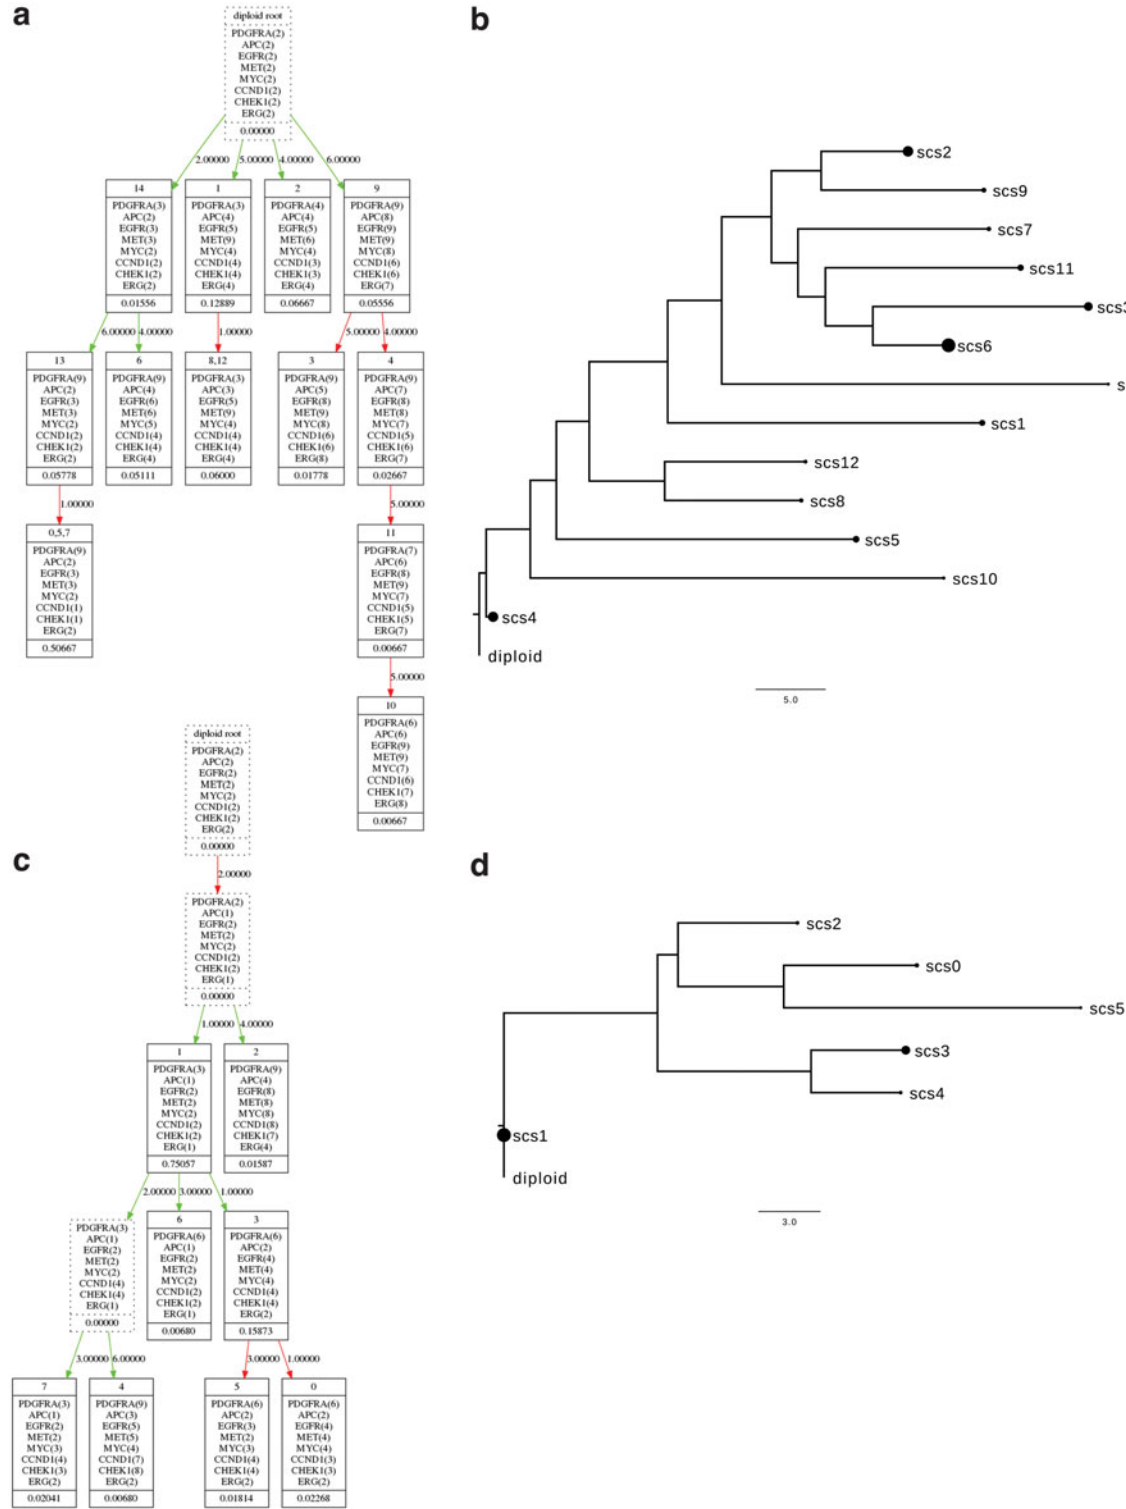 a
diploid root
PDGFRA(2)
APC(2)
EGFR(2)
MET(2)
MYC(2)
CCND1(2)
CHEK1(2)
ERG(2)
0.00000
2.00000 5.00000 4.00000 6.00000
14
PDGFRA(3)
APC(2)
EGFR(3)
MET(3)
MYC(2)
CCND1(2)
CHEK1(2)
ERG(2)
0.01556
1
PDGFRA(3)
APC(4)
EGFR(5)
MET(9)
MYC(4)
CCND1(4)
CHEK1(4)
ERG(4)
0.12889
2
PDGFRA(4)
APC(4)
EGFR(5)
MET(6)
MYC(4)
CCND1(3)
CHEK1(3)
ERG(4)
0.06667
9
PDGFRA(9)
APC(8)
EGFR(9)
MET(9)
MYC(8)
CCND1(6)
CHEK1(6)
ERG(7)
0.05556
6.00000 4.00000 1.00000 5.00000 4.00000
13
PDGFRA(9)
APC(2)
EGFR(3)
MET(3)
MYC(2)
CCND1(2)
CHEK1(2)
ERG(2)
0.05778
6
PDGFRA(9)
APC(4)
EGFR(6)
MET(6)
MYC(5)
CCND1(4)
CHEK1(4)
ERG(4)
0.05111
8,12
PDGFRA(3)
APC(3)
EGFR(5)
MET(9)
MYC(4)
CCND1(4)
CHEK1(4)
ERG(4)
0.06000
3
PDGFRA(9)
APC(5)
EGFR(8)
MET(9)
MYC(8)
CCND1(6)
CHEK1(6)
ERG(8)
0.01778
4
PDGFRA(9)
APC(7)
EGFR(8)
MET(8)
MYC(7)
CCND1(5)
CHEK1(6)
ERG(7)
0.02667
1.00000 5.00000
0,5,7
PDGFRA(9)
APC(2)
EGFR(3)
MET(3)
MYC(2)
CCND1(1)
CHEK1(1)
ERG(2)
0.50667
11
PDGFRA(7)
APC(6)
EGFR(8)
MET(9)
MYC(7)
CCND1(5)
CHEK1(5)
ERG(7)
0.00667
5.00000
10
PDGFRA(6)
APC(6)
EGFR(9)
MET(9)
MYC(7)
CCND1(6)
CHEK1(7)
ERG(8)
0.00667
b
scs2
scs9
scs7
scs11
scs3
scs6
s
scs1
scs12
scs8
scs5
scs10
scs4
diploid
5.0
c
diploid root
PDGFRA(2)
APC(2)
EGFR(2)
MET(2)
MYC(2)
CCND1(2)
CHEK1(2)
ERG(2)
0.00000
2.00000
PDGFRA(2)
APC(1)
EGFR(2)
MET(2)
MYC(2)
CCND1(2)
CHEK1(2)
ERG(1)
0.00000
1.00000 4.00000
1
PDGFRA(3)
APC(1)
EGFR(2)
MET(2)
MYC(2)
CCND1(2)
CHEK1(2)
ERG(1)
0.75057
2
PDGFRA(9)
APC(4)
EGFR(8)
MET(8)
MYC(8)
CCND1(8)
CHEK1(7)
ERG(4)
0.01587
2.00000 3.00000 1.00000
PDGFRA(3)
APC(1)
EGFR(2)
MET(2)
MYC(2)
CCND1(4)
CHEK1(4)
ERG(1)
0.00000
6
PDGFRA(6)
APC(1)
EGFR(2)
MET(2)
MYC(2)
CCND1(2)
CHEK1(2)
ERG(1)
0.00680
3
PDGFRA(6)
APC(2)
EGFR(4)
MET(4)
MYC(4)
CCND1(4)
CHEK1(4)
ERG(2)
0.15873
3.00000 6.00000 3.00000 1.00000
7
PDGFRA(3)
APC(1)
EGFR(2)
MET(2)
MYC(3)
CCND1(4)
CHEK1(3)
ERG(2)
0.02041
4
PDGFRA(9)
APC(3)
EGFR(5)
MET(5)
MYC(4)
CCND1(7)
CHEK1(8)
ERG(2)
0.00680
5
PDGFRA(6)
APC(2)
EGFR(3)
MET(2)
MYC(3)
CCND1(4)
CHEK1(4)
ERG(2)
0.01814
0
PDGFRA(6)
APC(2)
EGFR(4)
MET(4)
MYC(4)
CCND1(3)
CHEK1(3)
ERG(2)
0.02268
d
scs2
scs0
scs5
scs3
scs4
scs1
diploid
3.0